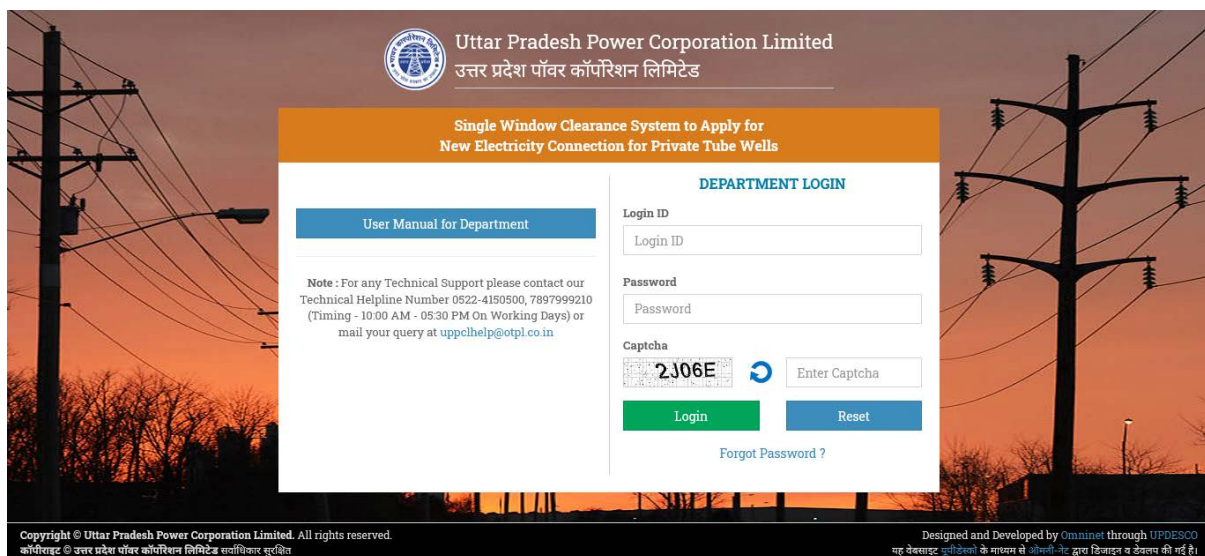 Uttar Pradesh Power Corporation Limited
उत्तर प्रदेश पॉवर कॉर्पोरेशन लिमिटेड
Single Window Clearance System to Apply for
New Electricity Connection for Private Tube Wells
User Manual for Department
Note : For any Technical Support please contact our
Technical Helpline Number 0522-4150500, 7897999210
(Timing - 10:00 AM - 05:30 PM On Working Days) or
mail your query at uppclhelp@otpl.co.in
DEPARTMENT LOGIN
Login ID
Login ID
Password
Password
Captcha
2J06E
Enter Captcha
Login
Reset
Forgot Password ?
Copyright © Uttar Pradesh Power Corporation Limited. All rights reserved.
कॉपीराइट © उत्तर प्रदेश पॉवर कॉर्पोरेशन लिमिटेड सर्वाधिकार सुरक्षित
Designed and Developed by Omninet through UPDESCO
यह वेबसाइट यूपीडेस्को के माध्यम से ओमनी-नेट द्वारा डिजाइन व डेवलप की गई है।